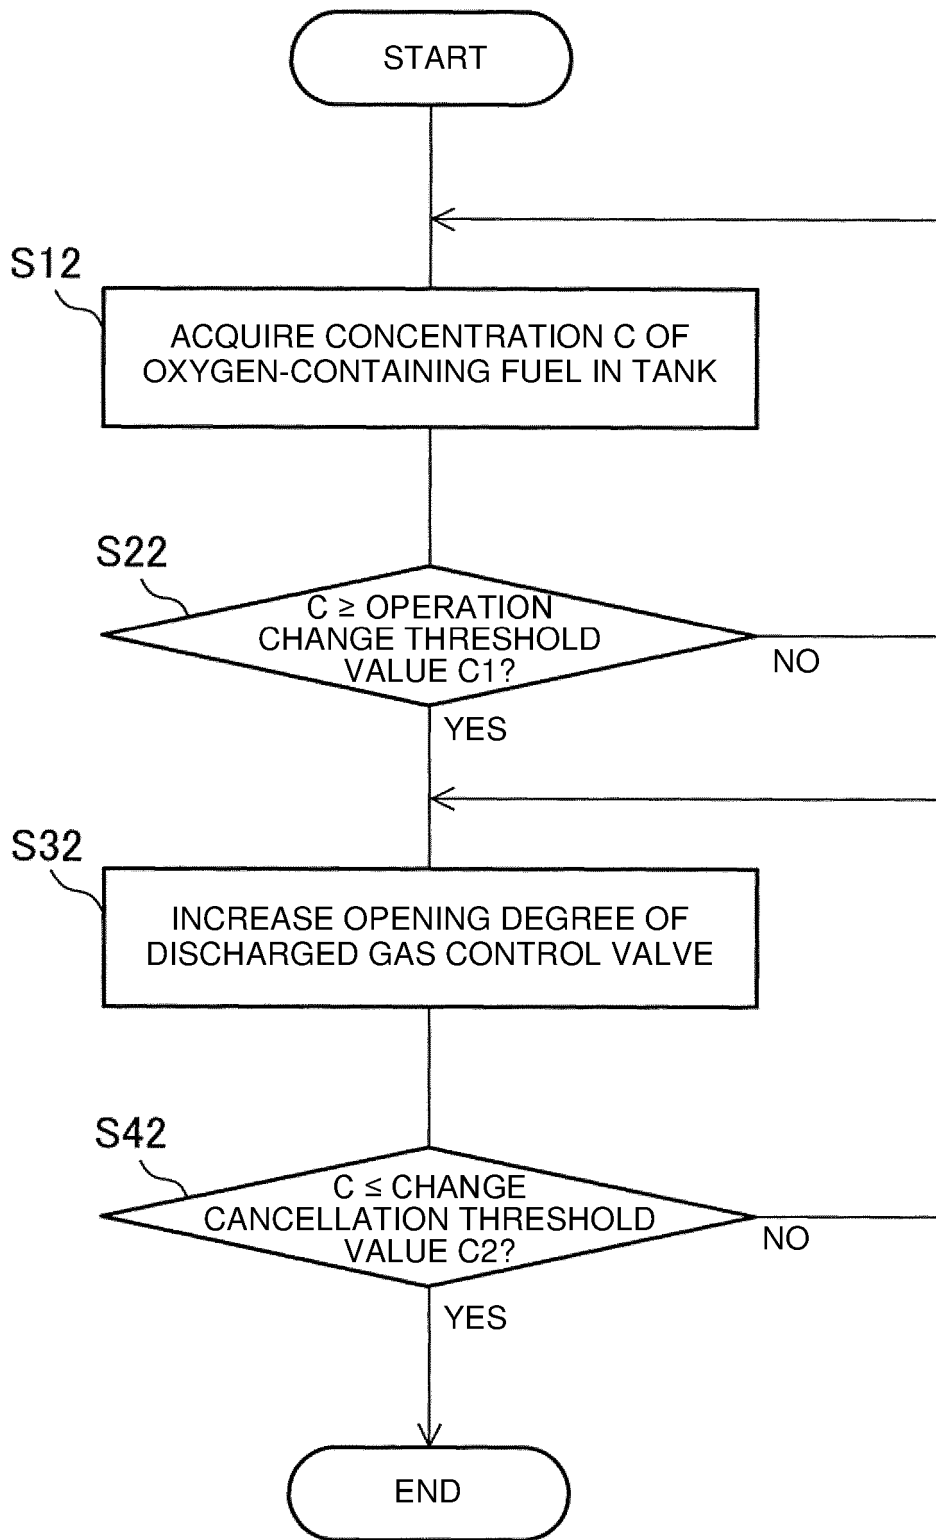 START
S12
ACQUIRE CONCENTRATION C OF
OXYGEN-CONTAINING FUEL IN TANK
S22
C ≥ OPERATION
CHANGE THRESHOLD
VALUE C1?
NO
YES
S32
INCREASE OPENING DEGREE OF
DISCHARGED GAS CONTROL VALVE
S42
C ≤ CHANGE
CANCELLATION THRESHOLD
VALUE C2?
NO
YES
END